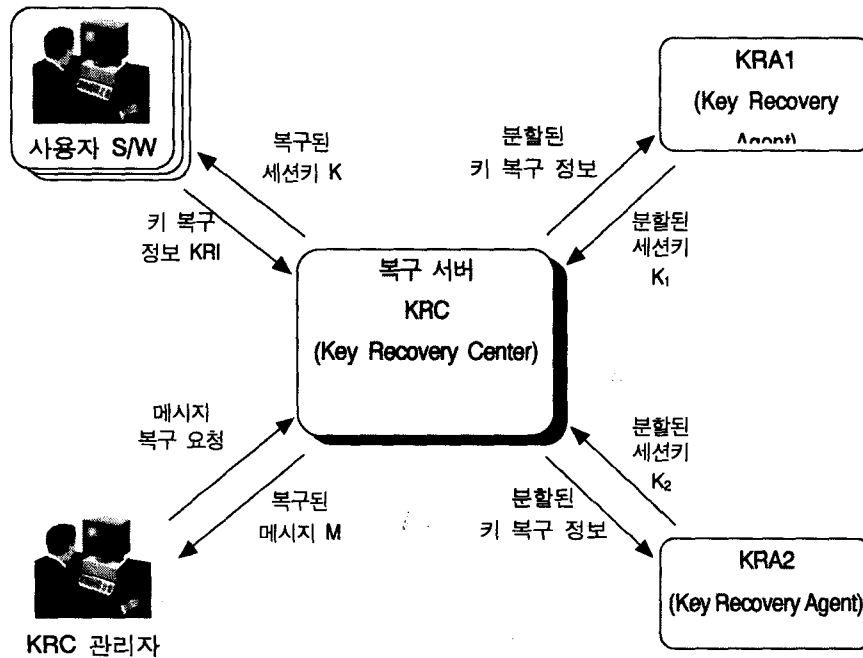 사용자 S/W
복구된
세션키 K
키 복구
정보 KRI
KRA1
(Key Recovery
Agent)
분할된
키 복구 정보
분할된
세션키
K₁
복구 서버
KRC
(Key Recovery Center)
메시지
복구 요청
복구된
메시지 M
KRC 관리자
분할된
세션키
K₂
분할된
키 복구 정보
KRA2
(Key Recovery Agent)